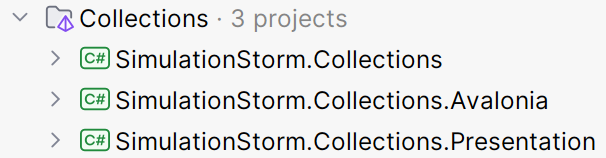 Collections · 3 projects
C# SimulationStorm.Collections
C# SimulationStorm.Collections.Avalonia
C# SimulationStorm.Collections.Presentation